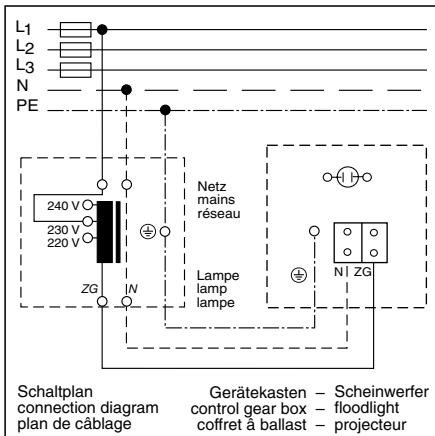 L1
L2
L3
N
PE
Netz
mains
réseau
240 V
230 V
220 V
Lampe
lamp
lampe
ZG N
N ZG
Schaltplan
connection diagram
plan de câblage
Gerätekasten – Scheinwerfer
control gear box – floodlight
coffret â ballast – projecteur